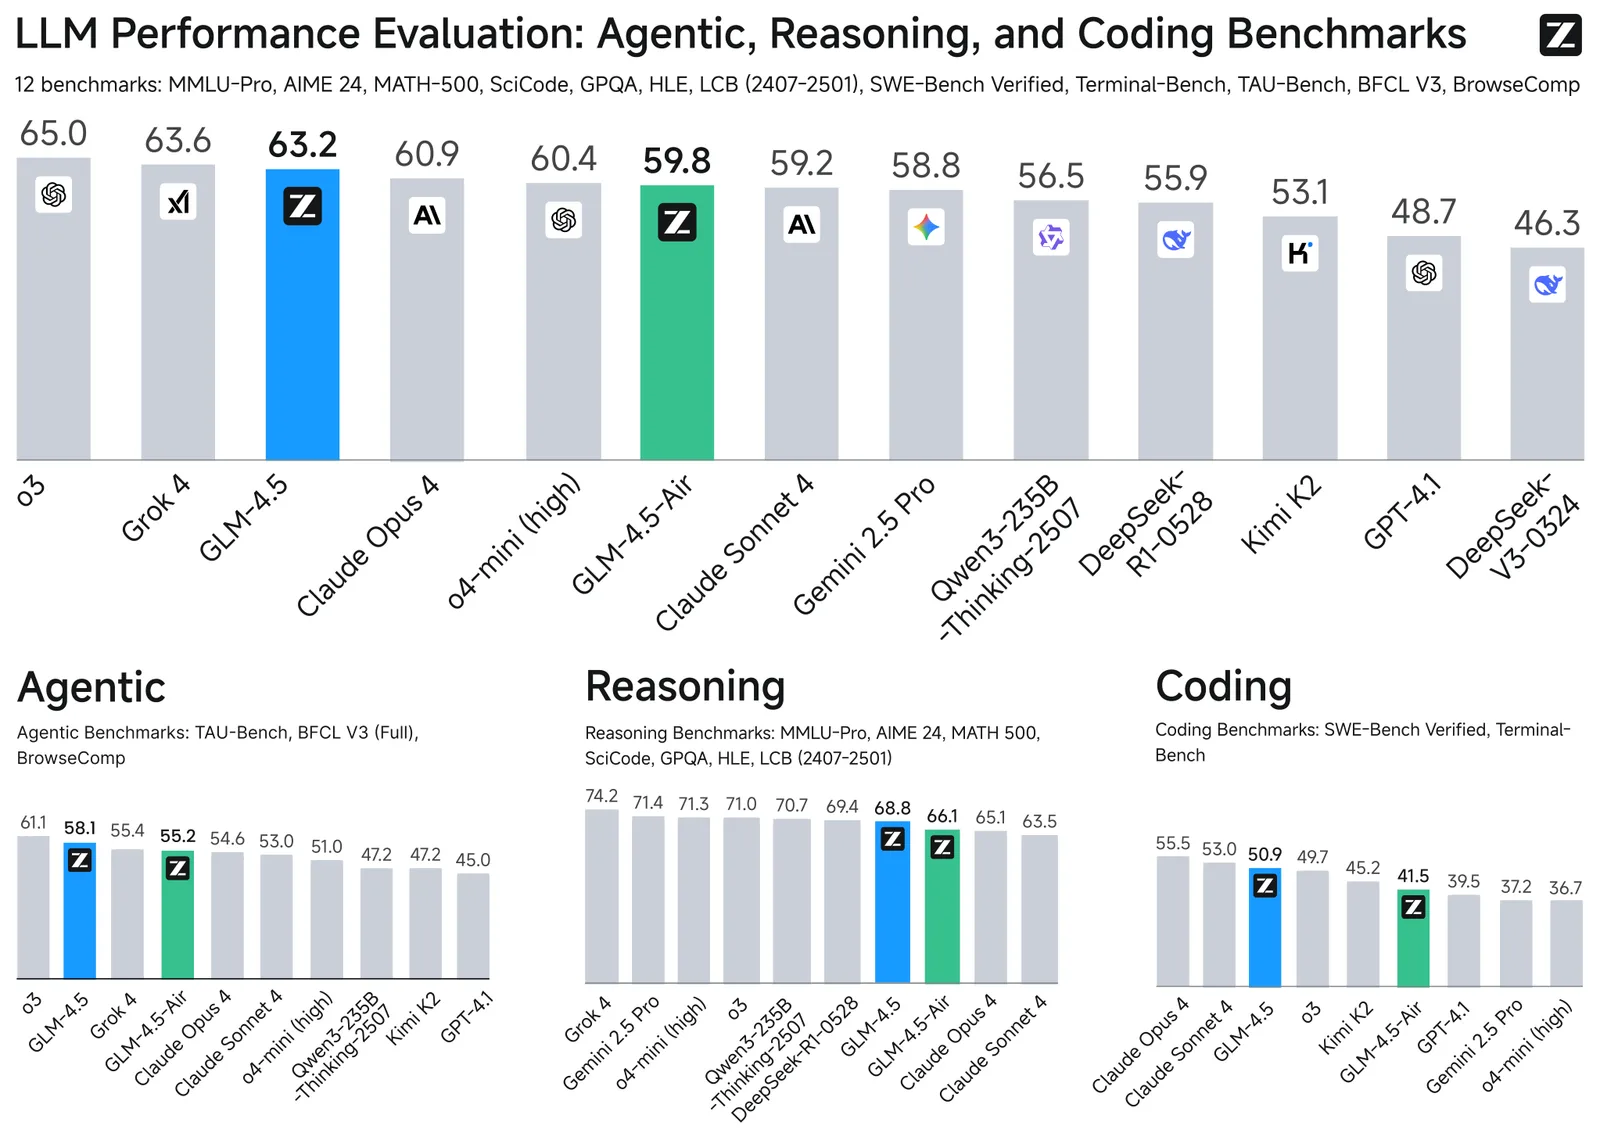 LLM Performance Evaluation: Agentic, Reasoning, and Coding Benchmarks
Z
12 benchmarks: MMLU-Pro, AIME 24, MATH-500, SciCode, GPQA, HLE, LCB (2407-2501), SWE-Bench Verified, Terminal-Bench, TAU-Bench, BFCL V3, BrowseComp
65.0
63.6
63.2
60.9
60.4
59.8
59.2
58.8
56.5
55.9
53.1
48.7
46.3
o3
Grok 4
GLM-4.5
Claude Opus 4
o4-mini (high)
GLM-4.5-Air
Claude Sonnet 4
Gemini 2.5 Pro
Qwen3-235B
-Thinking-2507
DeepSeek-
R1-0528
Kimi K2
GPT-4.1
DeepSeek-
V3-0324
Agentic
Agentic Benchmarks: TAU-Bench, BFCL V3 (Full),
BrowseComp
61.1
58.1
55.4
55.2
54.6
53.0
51.0
47.2
47.2
45.0
o3
GLM-4.5
Grok 4
GLM-4.5-Air
Claude Opus 4
Claude Sonnet 4
o4-mini (high)
Qwen3-235B
-Thinking-2507
Kimi K2
GPT-4.1
Reasoning
Reasoning Benchmarks: MMLU-Pro, AIME 24, MATH 500,
SciCode, GPQA, HLE, LCB (2407-2501)
74.2
71.4
71.3
71.0
70.7
69.4
68.8
66.1
65.1
63.5
Grok 4
Gemini 2.5 Pro
o4-mini (high)
o3
Qwen3-235B
-Thinking-2507
DeepSeek-R1-0528
GLM-4.5
GLM-4.5-Air
Claude Opus 4
Claude Sonnet 4
Coding
Coding Benchmarks: SWE-Bench Verified, Terminal-
Bench
55.5
53.0
50.9
49.7
45.2
41.5
39.5
37.2
36.7
Claude Opus 4
Claude Sonnet 4
GLM-4.5
o3
Kimi K2
GLM-4.5-Air
GPT-4.1
Gemini 2.5 Pro
o4-mini (high)